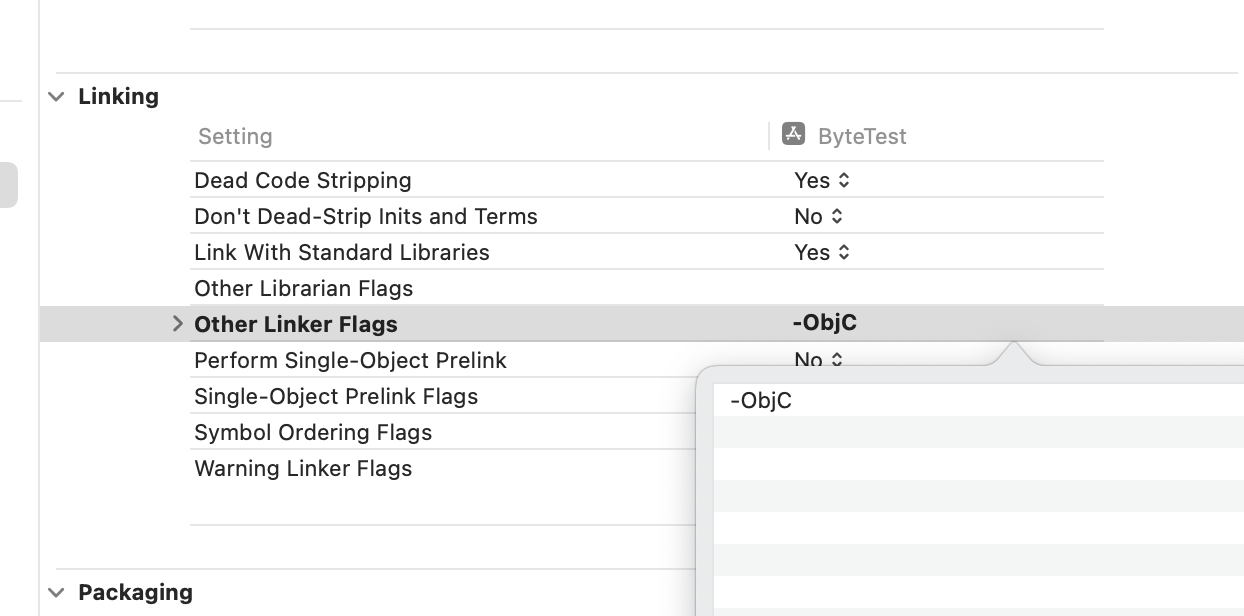 Linking
Setting ByteTest
Dead Code Stripping Yes
Don't Dead-Strip Inits and Terms No
Link With Standard Libraries Yes
Other Librarian Flags
Other Linker Flags -ObjC
Perform Single-Object Prelink No
Single-Object Prelink Flags
-ObjC
Symbol Ordering Flags
Warning Linker Flags
Packaging